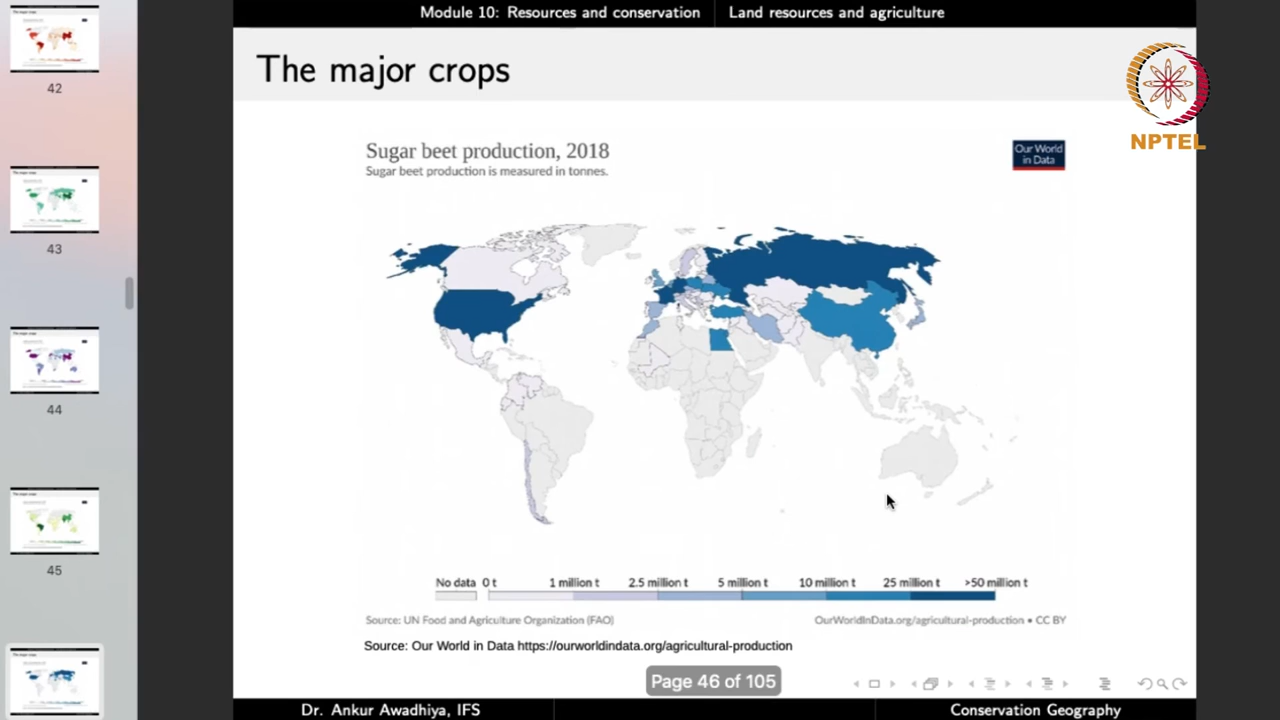 Module 10: Resources and conservation
Land resources and agriculture
The major crops
NPTEL
Sugar beet production, 2018
Sugar beet production is measured in tonnes.
Our World
in Data
No data
0 t
1 million t
2.5 million t
5 million t
10 million t
25 million t
>50 million t
Source: UN Food and Agriculture Organization (FAO)
OurWorldInData.org/agricultural-production • CC BY
Source: Our World in Data https://ourworldindata.org/agricultural-production
Page 46 of 105
Dr. Ankur Awadhiya, IFS
Conservation Geography
42
43
44
45